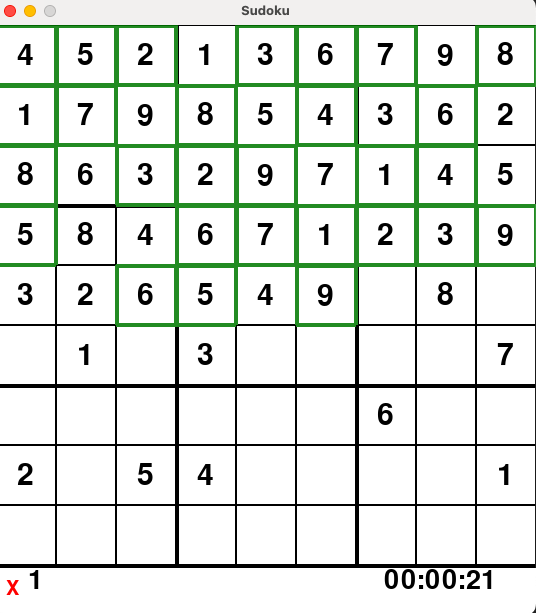 Sudoku
4 5 2 1 3 6 7 9 8
1 7 9 8 5 4 3 6 2
8 6 3 2 9 7 1 4 5
5 8 4 6 7 1 2 3 9
3 2 6 5 4 9 8
1 3 7
6
2 5 4 1
X 1 00:00:21